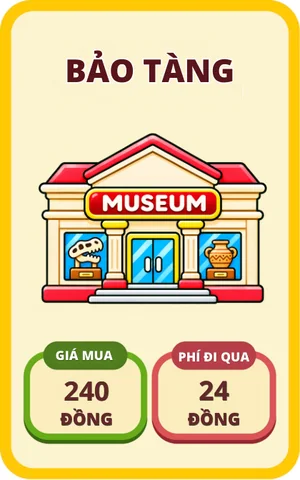 BẢO TÀNG
MUSEUM
GIÁ MUA
240
ĐỒNG
PHÍ ĐI QUA
24
ĐỒNG